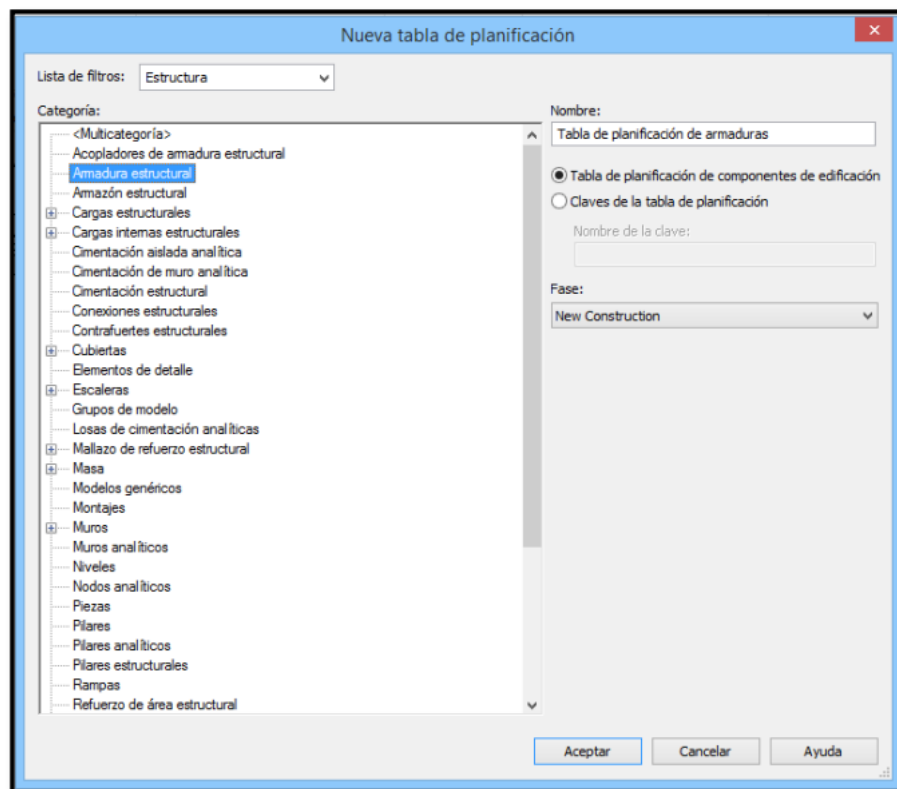 Nueva tabla de planificación
Lista de filtros: Estructura
Categoría:
<Multicategoría>
Acopladores de armadura estructural
Armadura estructural
Armazón estructural
Cargas estructurales
Cargas internas estructurales
Cimentación aislada analítica
Cimentación de muro analítica
Cimentación estructural
Conexiones estructurales
Contrafuertes estructurales
Cubiertas
Elementos de detalle
Escaleras
Grupos de modelo
Losas de cimentación analíticas
Mallazo de refuerzo estructural
Masa
Modelos genéricos
Montajes
Muros
Muros analíticos
Niveles
Nodos analíticos
Piezas
Pilares
Pilares analíticos
Pilares estructurales
Rampas
Refuerzo de área estructural
Nombre:
Tabla de planificación de armaduras
Tabla de planificación de componentes de edificación
Claves de la tabla de planificación
Nombre de la clave:
Fase:
New Construction
Aceptar Cancelar Ayuda